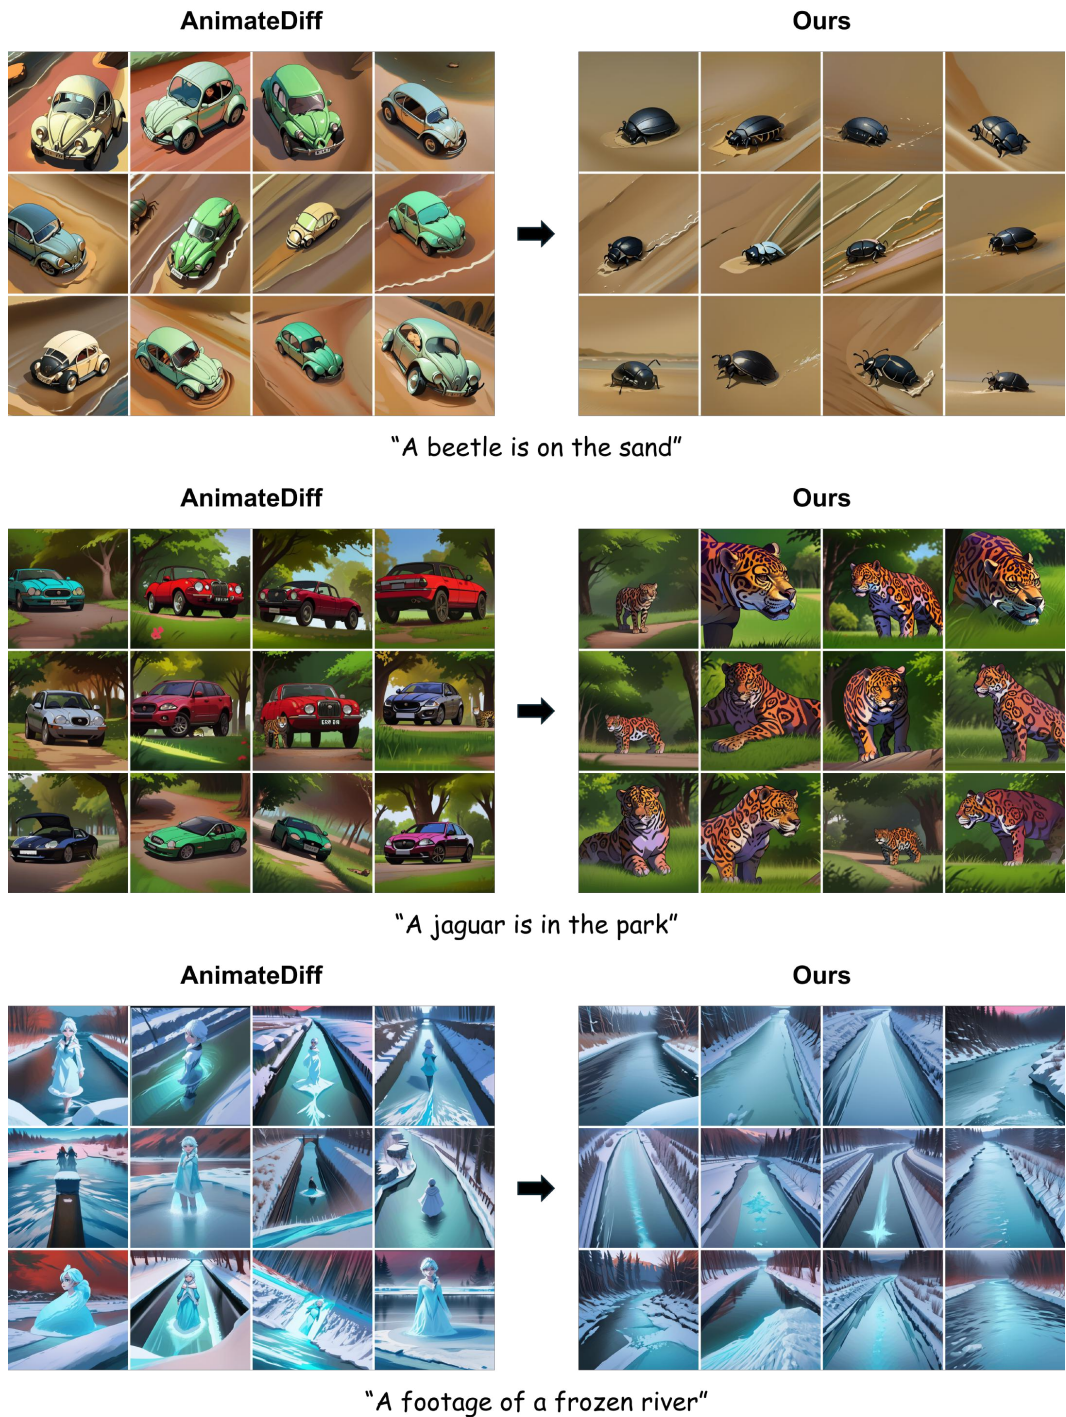 AnimateDiff
Ours
“A beetle is on the sand”
AnimateDiff
Ours
“A jaguar is in the park”
AnimateDiff
Ours
“A footage of a frozen river”